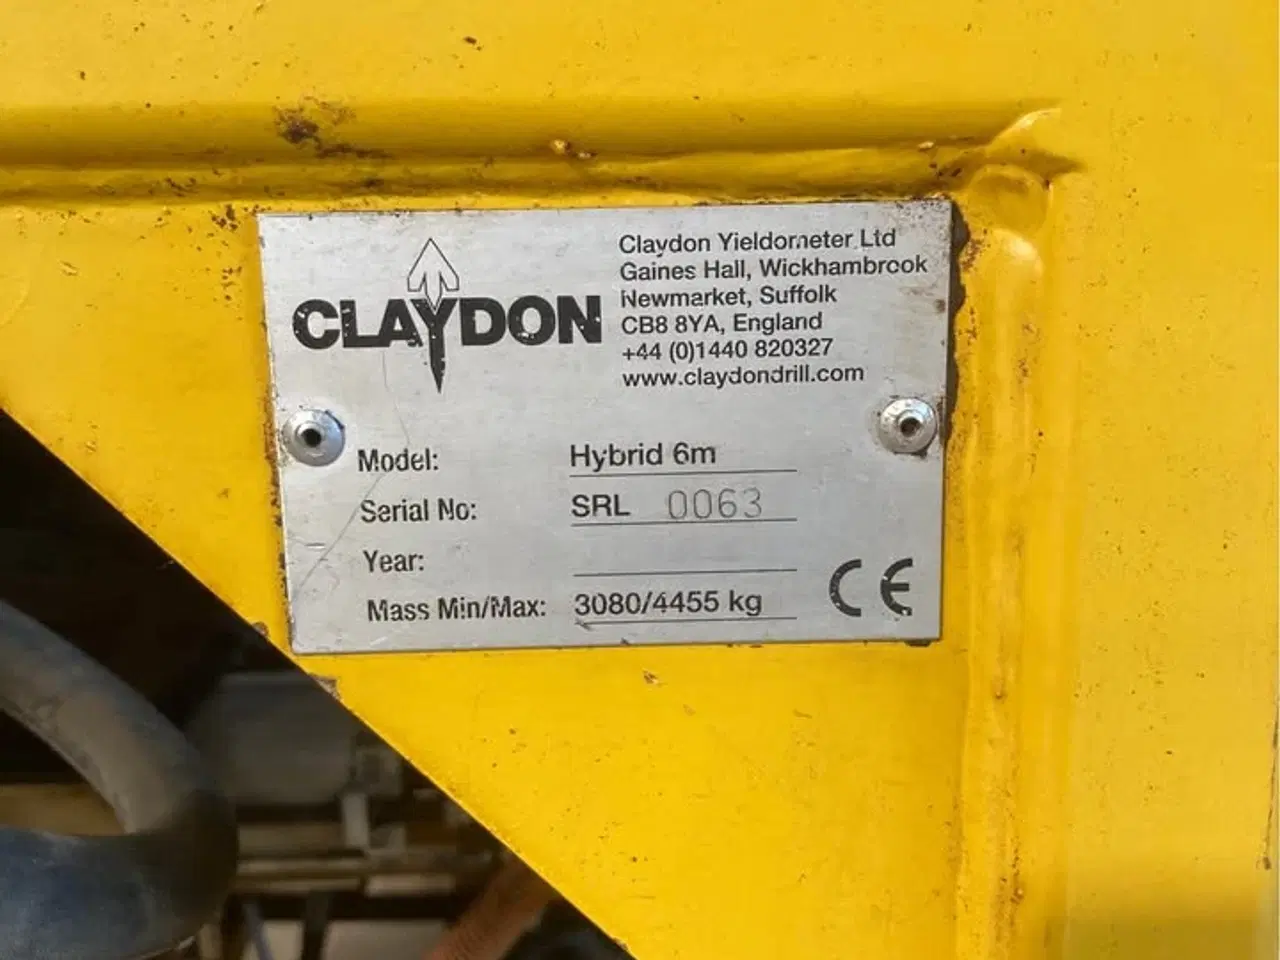 CLAYDON
Claydon Yieldometer Ltd
Gaines Hall, Wickhambrook
Newmarket, Suffolk
CB8 8YA, England
+44 (0)1440 820327
www.claydondrill.com
Model: Hybrid 6m
Serial No: SRL 0063
Year:
Mass Min/Max: 3080/4455 kg
CE